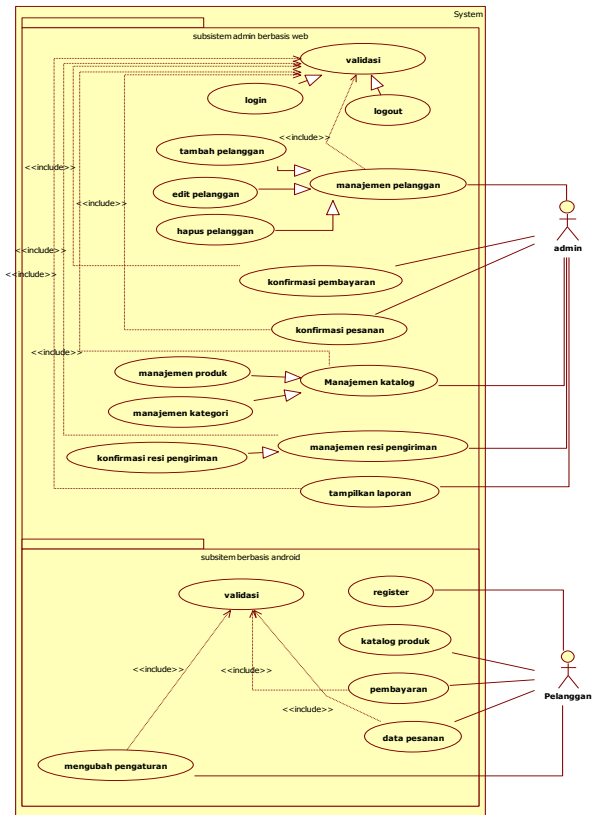 System
subsistem admin berbasis web
validasi
login
logout
<<include>>
tambah pelanggan
<<include>>
manajemen pelanggan
edit pelanggan
hapus pelanggan
admin
<<include>>
<<include>>
konfirmasi pembayaran
konfirmasi pesanan
<<include>>
manajemen produk
Manajemen katalog
manajemen kategori
manajemen resi pengiriman
konfirmasi resi pengiriman
tampilkan laporan
subsitem berbasis android
validasi
register
katalog produk
<<include>>
<<include>>
pembayaran
Pelanggan
<<include>>
data pesanan
mengubah pengaturan